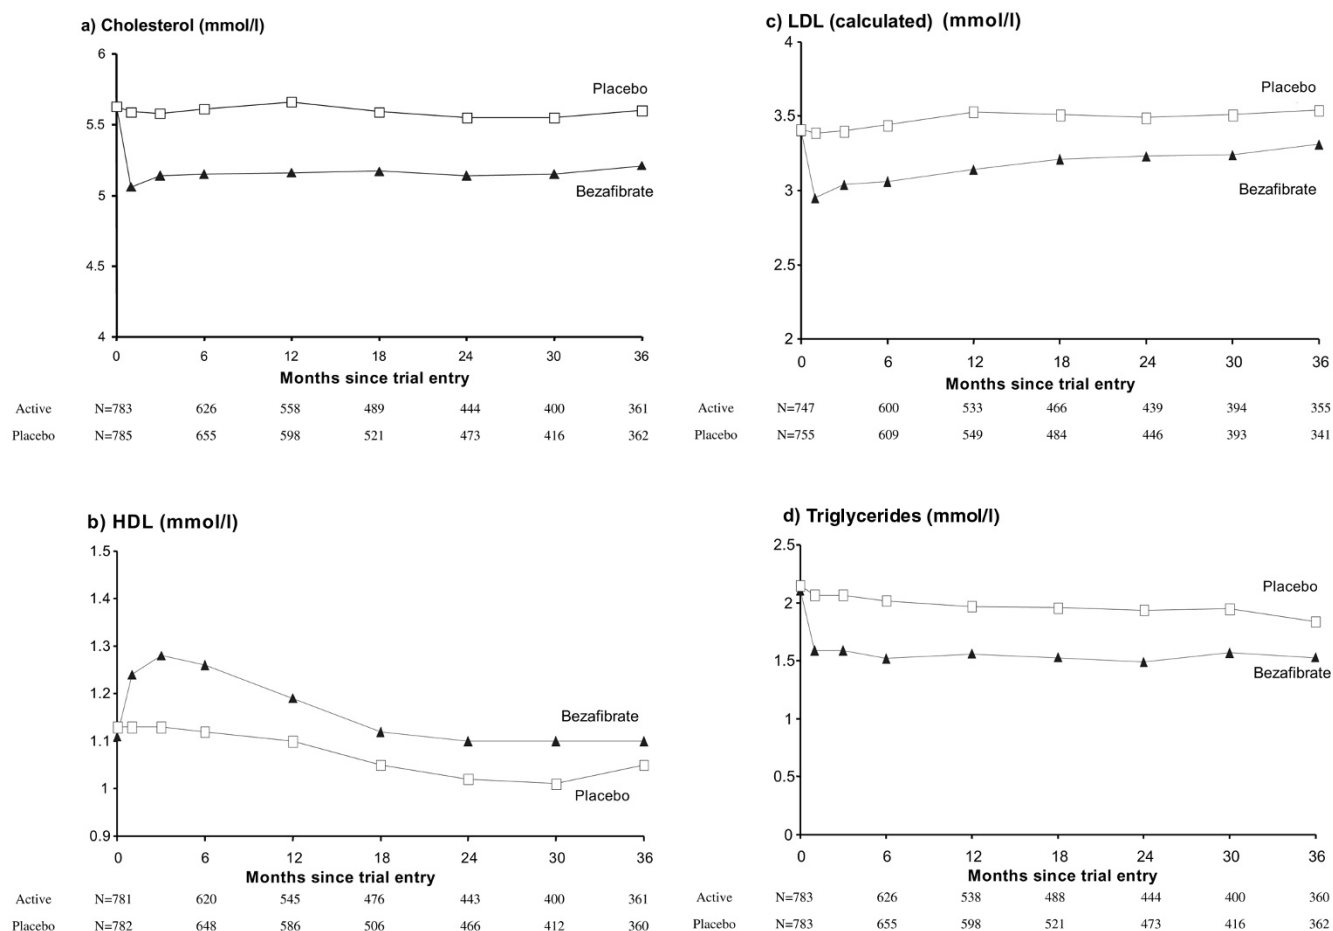 a) Cholesterol (mmol/l)
6
5.5
5
4.5
4
Placebo
Bezafibrate
0 6 12 18 24 30 36
Months since trial entry
Active N=783 626 558 489 444 400 361
Placebo N=785 655 598 521 473 416 362
c) LDL (calculated) (mmol/l)
4
3.5
3
2.5
2
Placebo
Bezafibrate
0 6 12 18 24 30 36
Months since trial entry
Active N=747 600 533 466 439 394 355
Placebo N=755 609 549 484 446 393 341
b) HDL (mmol/l)
1.5
1.4
1.3
1.2
1.1
1
0.9
Bezafibrate
Placebo
0 6 12 18 24 30 36
Months since trial entry
Active N=781 620 545 476 443 400 361
Placebo N=782 648 586 506 466 412 360
d) Triglycerides (mmol/l)
2.5
2
1.5
1
0.5
0
Placebo
Bezafibrate
0 6 12 18 24 30 36
Months since trial entry
Active N=783 626 538 488 444 400 360
Placebo N=783 655 598 521 473 416 362